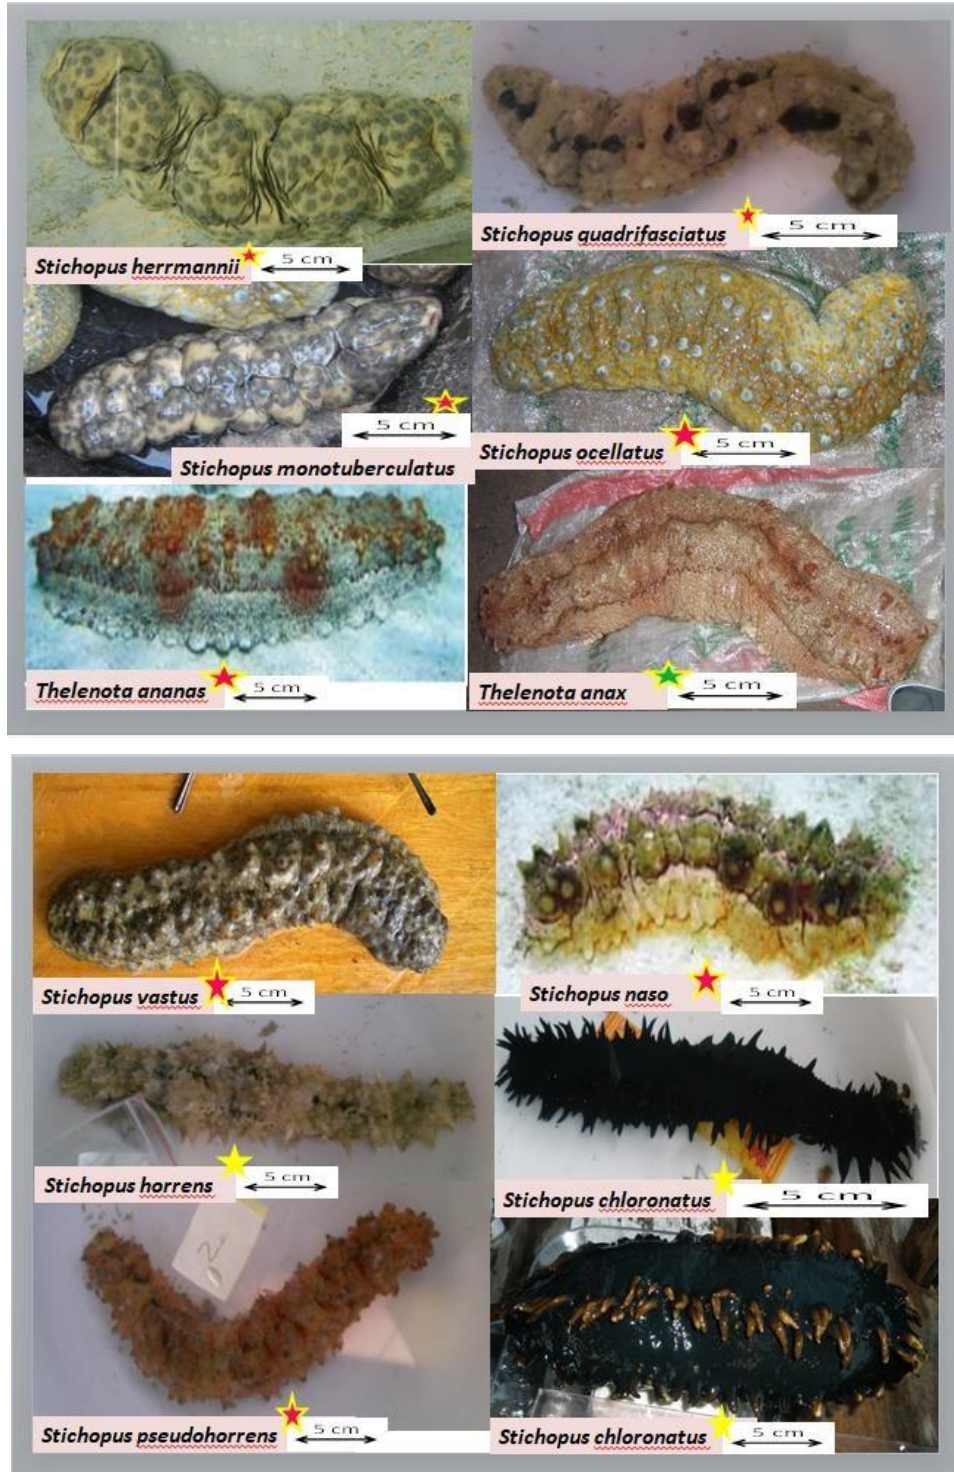 Stichopus herrmannii
5 cm
Stichopus quadrifasciatus
5 cm
5 cm
Stichopus monotuberculatus
Stichopus ocellatus
5 cm
Thelenota ananas
5 cm
Thelenota anax
5 cm
Stichopus vastus
5 cm
Stichopus naso
5 cm
Stichopus horrens
5 cm
Stichopus chloronatus
5 cm
Stichopus pseudohorrens
5 cm
Stichopus chloronatus
5 cm